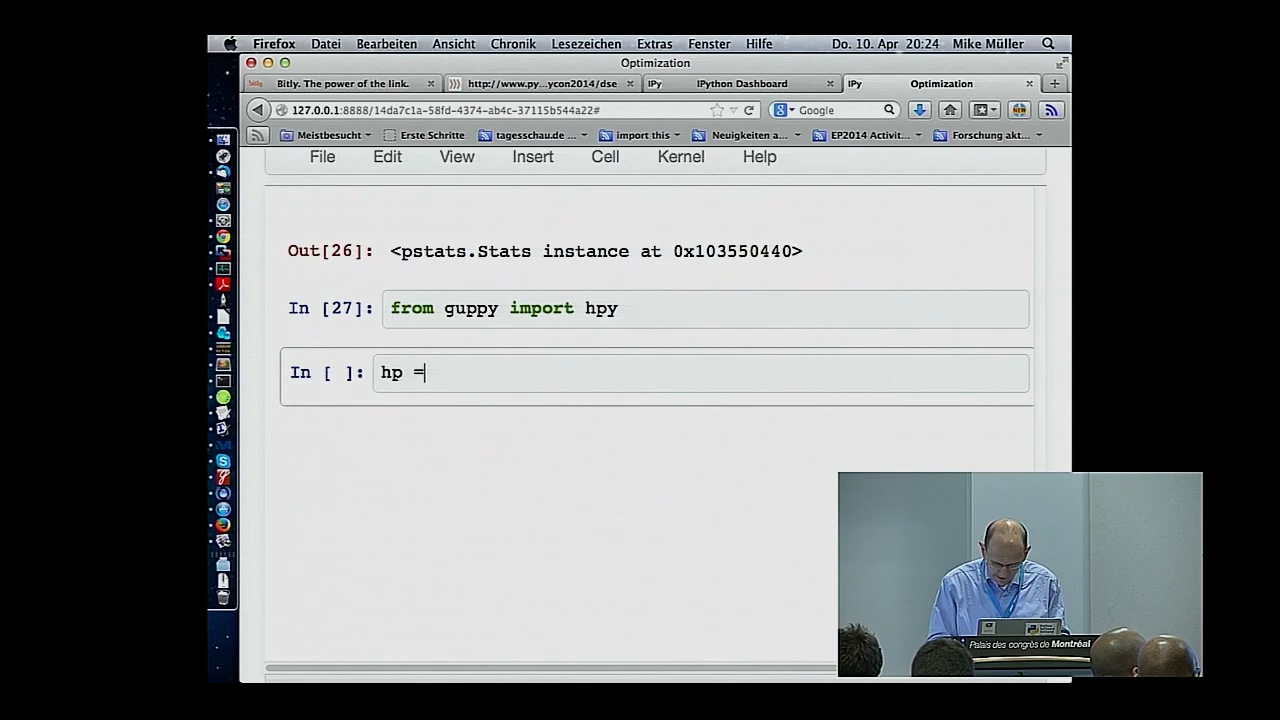 Firefox Datei Bearbeiten Ansicht Chronik Lesezeichen Extras Fenster Hilfe Do. 10. Apr 20:24 Mike Müller
Optimization
Bitly. The power of the link. http://www.py...ycon2014/dse IPy IPython Dashboard IPy Optimization
127.0.0.1:8888/14da7c1a-58fd-4374-ab4c-37115b544a22# Google
Meistbesucht Erste Schritte tagesschau.de ... import this Neuigkeiten a... EP2014 Activit... Forschung akt...
File Edit View Insert Cell Kernel Help
Out[26]: <pstats.Stats instance at 0x103550440>
In [27]: from guppy import hpy
In [ ]: hp =
Palais des congrès de Montréal